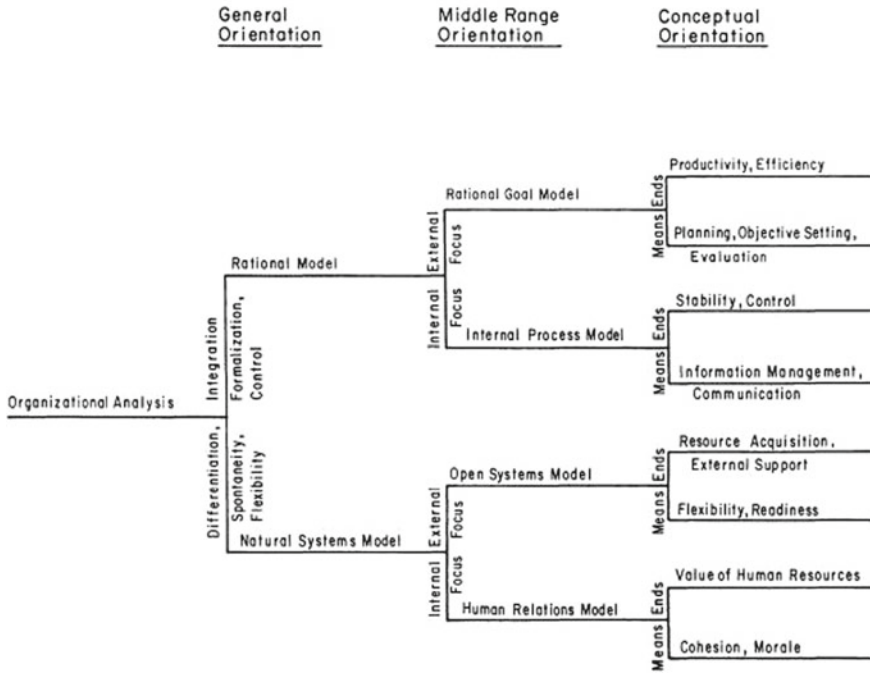 General
Orientation
Middle Range
Orientation
Conceptual
Orientation
Organizational Analysis
Integration
Formalization,
Control
Differentiation,
Spontaneity,
Flexibility
Rational Model
Natural Systems Model
External
Focus
Internal
Focus
Rational Goal Model
Internal Process Model
External
Focus
Internal
Focus
Open Systems Model
Human Relations Model
Ends
Productivity, Efficiency
Means
Planning, Objective Setting,
Evaluation
Ends
Stability, Control
Means
Information Management,
Communication
Ends
Resource Acquisition,
External Support
Means
Flexibility, Readiness
Ends
Value of Human Resources
Means
Cohesion, Morale